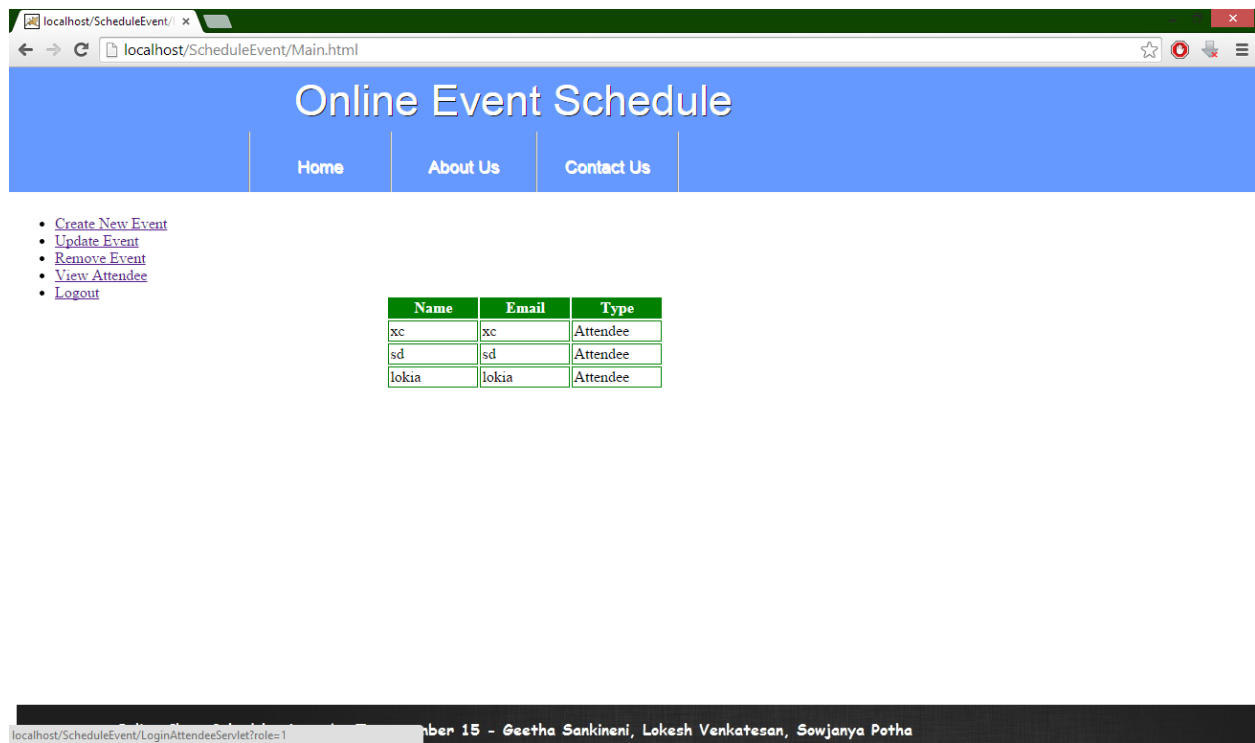 localhost/ScheduleEvent/
localhost/ScheduleEvent/Main.html
Online Event Schedule
Home About Us Contact Us
Create New Event
Update Event
Remove Event
View Attendee
Logout
Name Email Type
xc xc Attendee
sd sd Attendee
lokia lokia Attendee
15 - Geetha Sankineni, Lokesh Venkatesan, Sowjanya Potha
localhost/ScheduleEvent/LoginAttendeeServlet?role=1